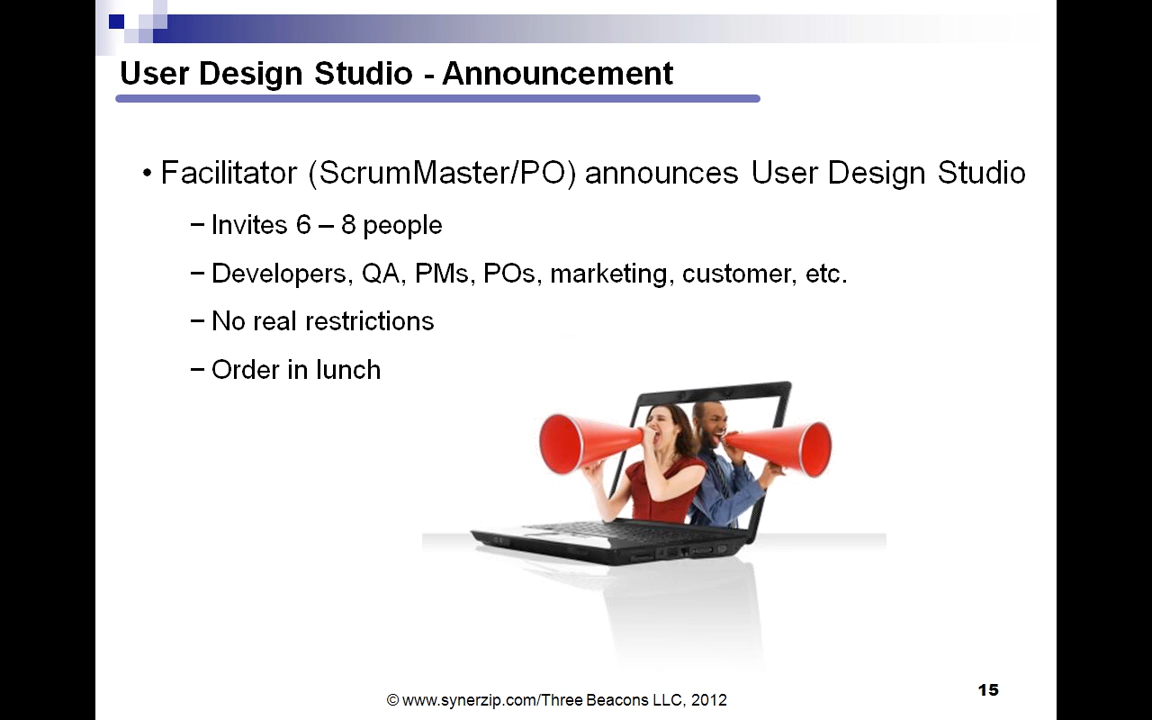 User Design Studio - Announcement
• Facilitator (ScrumMaster/PO) announces User Design Studio
− Invites 6 – 8 people
− Developers, QA, PMs, POs, marketing, customer, etc.
− No real restrictions
− Order in lunch
© www.synerzip.com/Three Beacons LLC, 2012
15